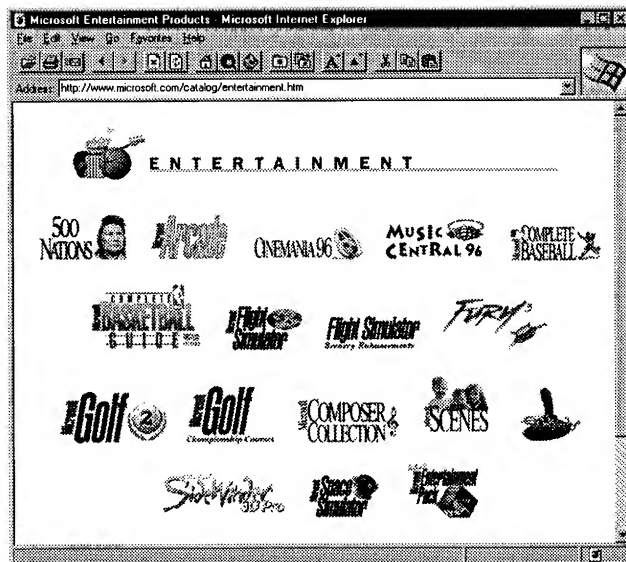 Microsoft Entertainment Products - Microsoft Internet Explorer
File Edit View Go Favorites Help
Address: http://www.microsoft.com/catalog/entertainment.htm
ENTERTAINMENT
500 NATIONS
Arcade
CINEMANIA 96
MUSIC CENTRAL 96
COMPLETE BASEBALL
COMPLETE BASKETBALL GUIDE
Flight Simulator
Flight Simulator
Scenery Enhancements
FURY3
Golf 2
Golf
Championship Courses
COMPOSER COLLECTION
SCENES
SideWinder 3D Pro
Space Simulator
Entertainment Pack